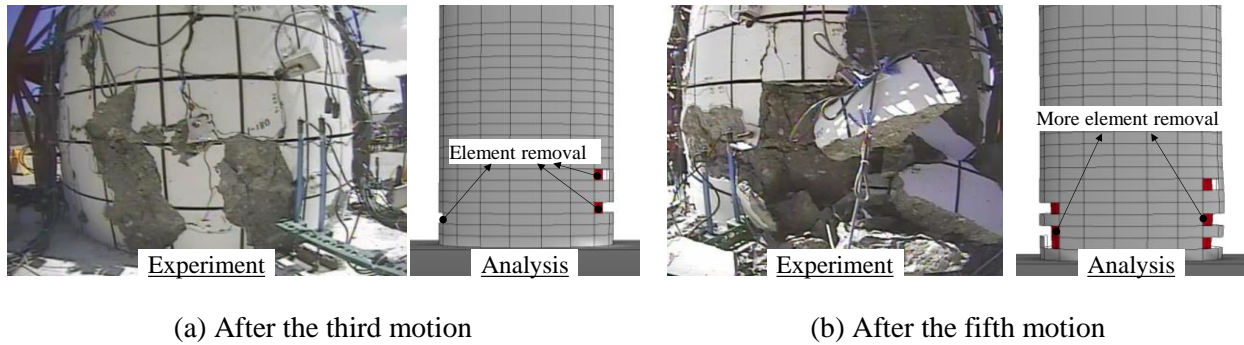 Element removal
More element removal
Experiment
Analysis
Experiment
Analysis
(a) After the third motion
(b) After the fifth motion